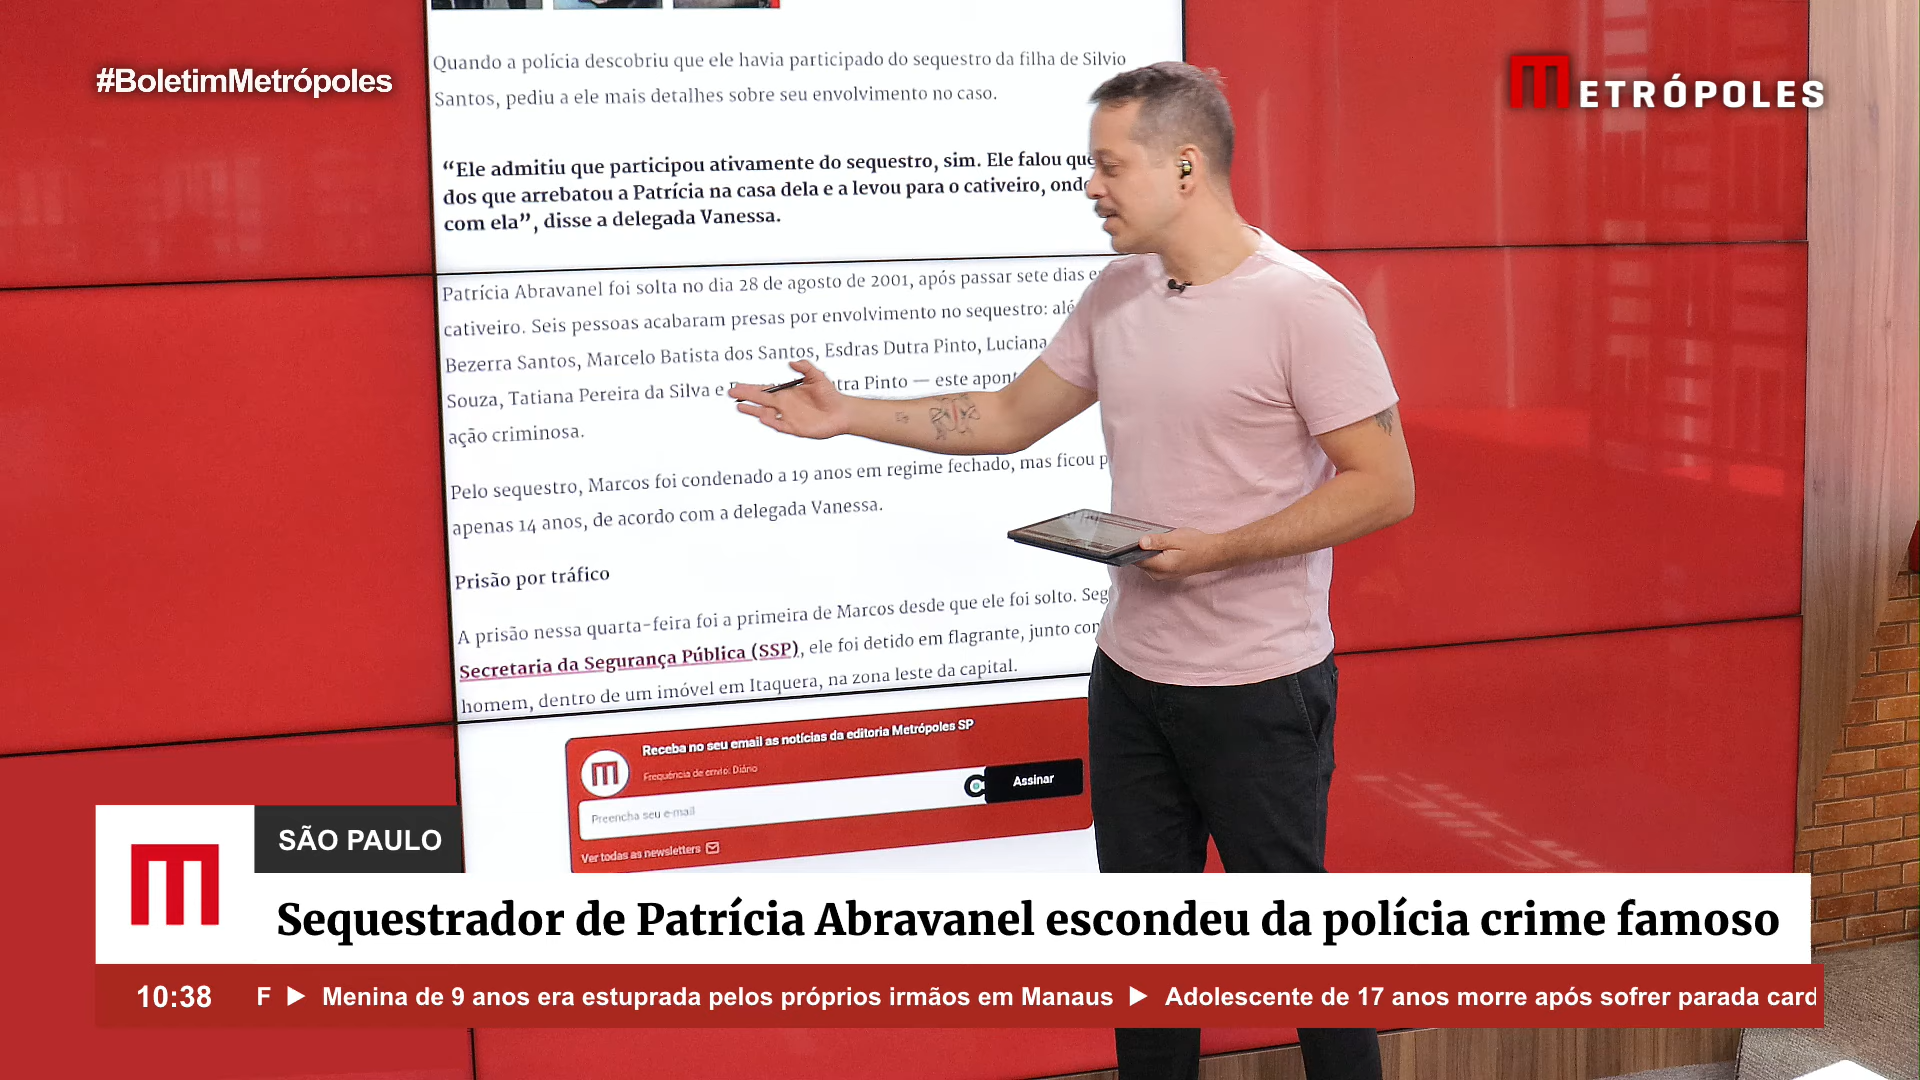 #BoletimMetrópoles
METRÓPOLES
Quando a polícia descobriu que ele havia participado do sequestro da filha de Silvio
Santos, pediu a ele mais detalhes sobre seu envolvimento no caso.
“Ele admitiu que participou ativamente do sequestro, sim. Ele falou que
dos que arrebatou a Patrícia na casa dela e a levou para o cativeiro, onde
com ela”, disse a delegada Vanessa.
Patrícia Abravanel foi solta no dia 28 de agosto de 2001, após passar sete dias
cativeiro. Seis pessoas acabaram presas por envolvimento no sequestro:
Bezerra Santos, Marcelo Batista dos Santos, Esdras Dutra Pinto, Luciana
Souza, Tatiana Pereira da Silva e Pinto — este
ação criminosa.
Pelo sequestro, Marcos foi condenado a 19 anos em regime fechado, mas ficou
apenas 14 anos, de acordo com a delegada Vanessa.
Prisão por tráfico
A prisão nessa quarta-feira foi a primeira de Marcos desde que ele foi solto.
Secretaria da Segurança Pública (SSP), ele foi detido em flagrante, junto
homem, dentro de um imóvel em Itaquera, na zona leste da capital.
Receba no seu email as notícias da editoria Metrópoles SP
Frequência de envio: Diário
Preencha seu e-mail
Assinar
Ver todas as newsletters
SÃO PAULO
Sequestrador de Patrícia Abravanel escondeu da polícia crime famoso
10:38 F ▶ Menina de 9 anos era estuprada pelos próprios irmãos em Manaus ▶ Adolescente de 17 anos morre após sofrer parada card